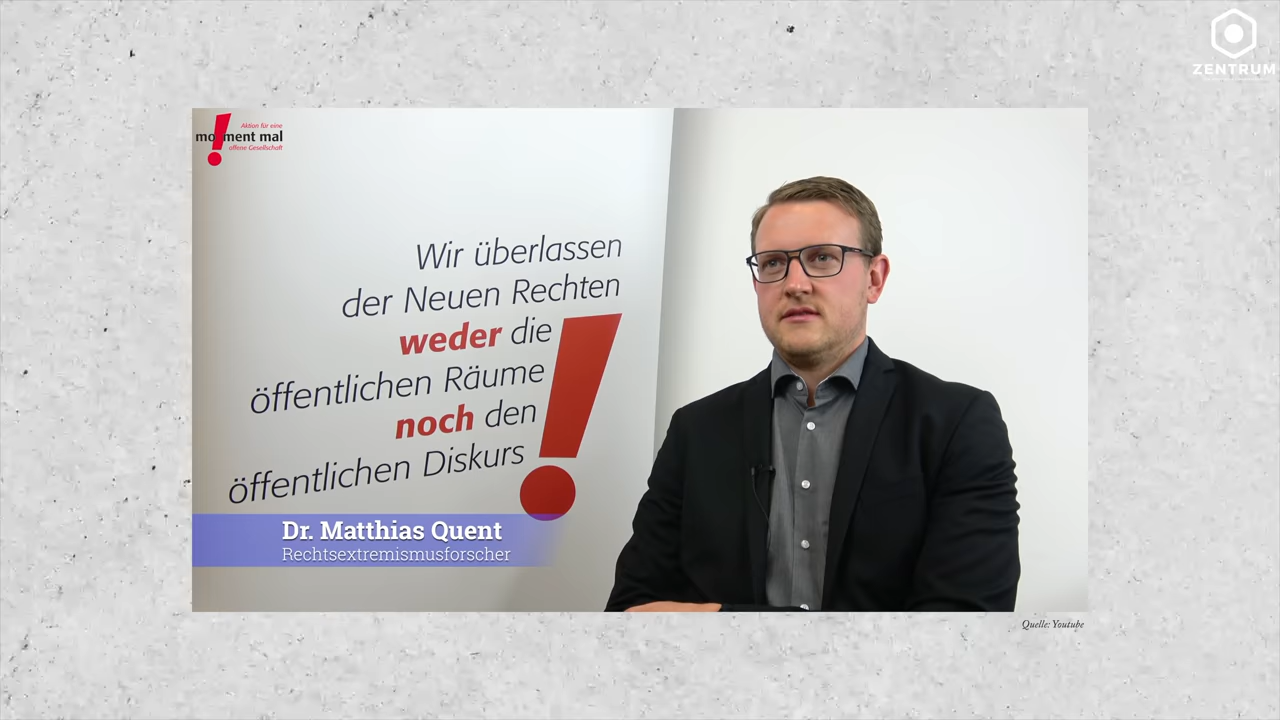 ZENTRUM
Aktion für eine
moment mal
offene Gesellschaft
Wir überlassen
der Neuen Rechten
weder die
öffentlichen Räume
noch den
öffentlichen Diskurs
Dr. Matthias Quent
Rechtsextremismusforscher
Quelle: Youtube